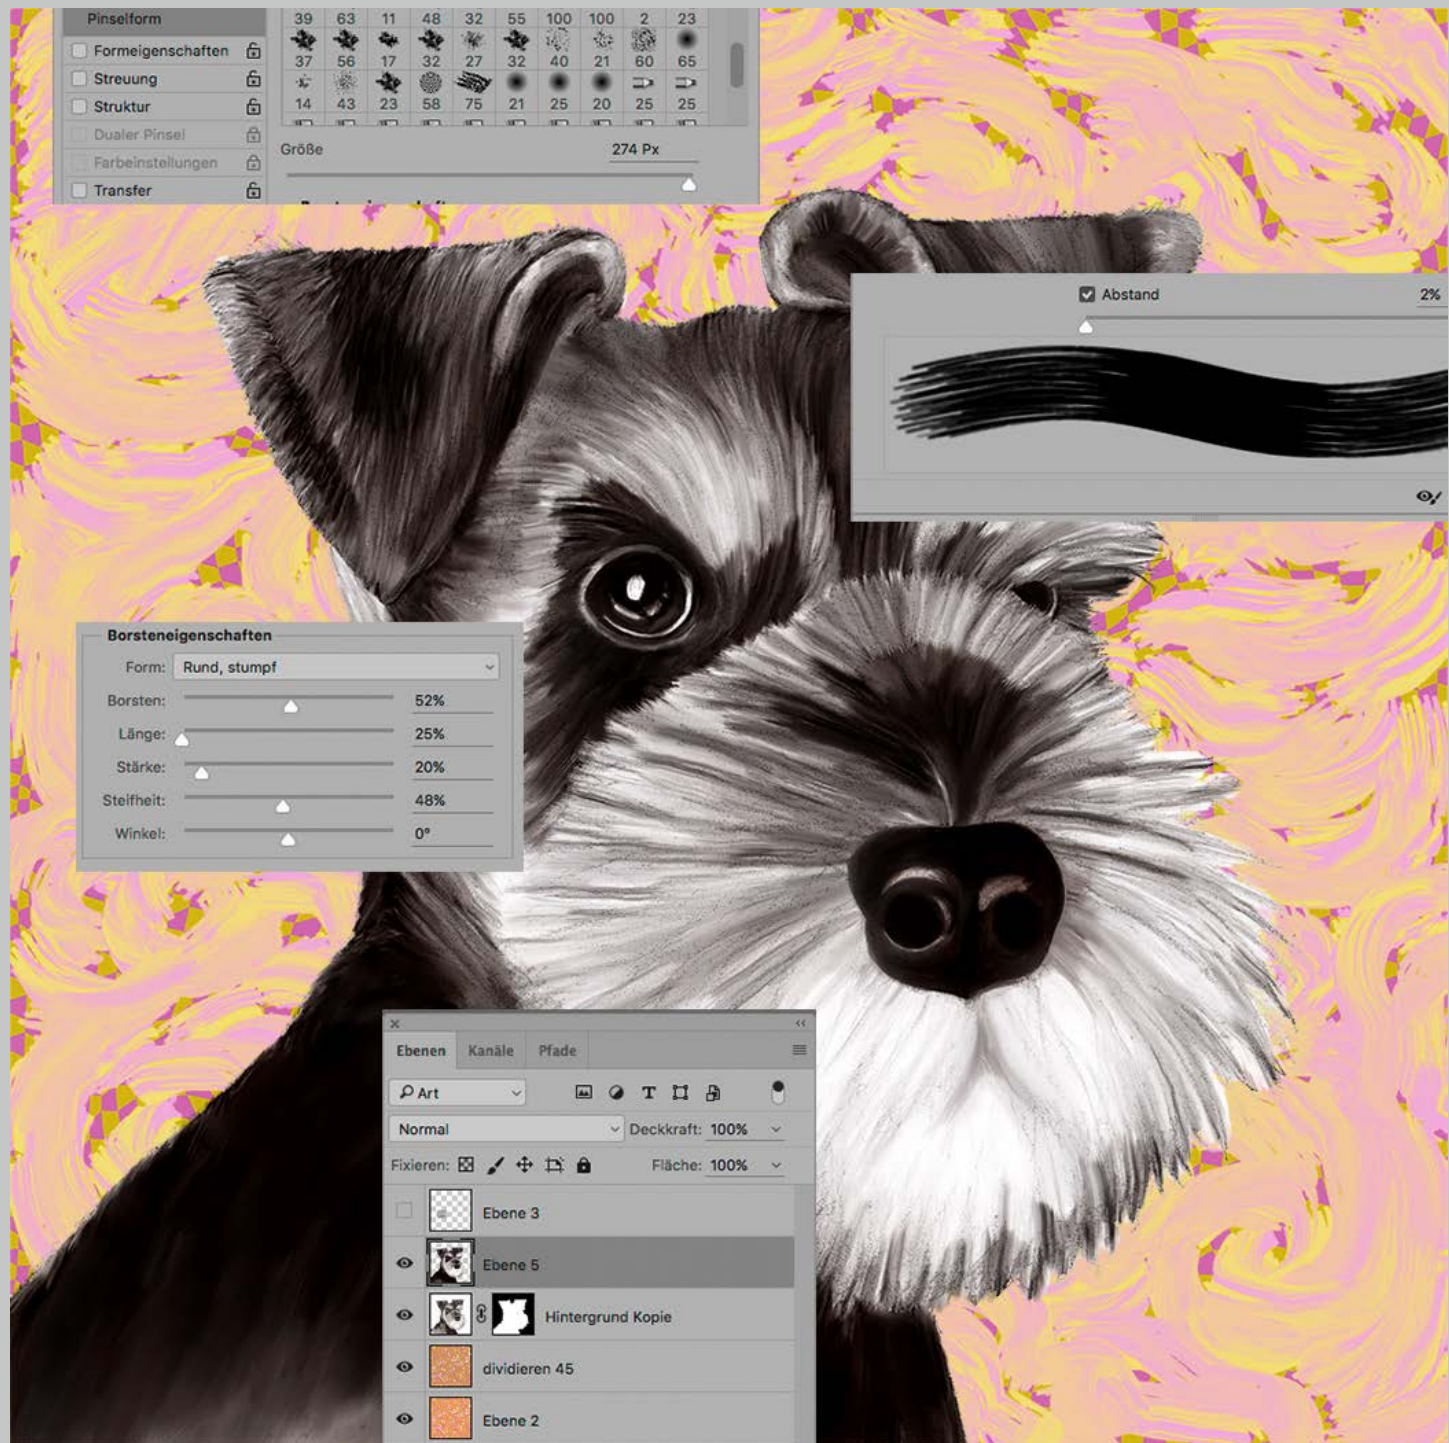 Pinselform
39 63 11 48 32 55 100 100 2 23
Formeigenschaften
37 56 17 32 27 32 40 21 60 65
Streuung
Struktur
14 43 23 58 75 21 25 20 25 25
Dualer Pinsel
Größe 274 Px
Farbeinstellungen
Transfer
Abstand 2%
Borsteneigenschaften
Form: Rund, stumpf
Borsten: 52%
Länge: 25%
Stärke: 20%
Steifheit: 48%
Winkel: 0°
Ebenen Kanäle Pfade
Art
Normal Deckkraft: 100%
Fixieren: Fläche: 100%
Ebene 3
Ebene 5
Hintergrund Kopie
dividieren 45
Ebene 2